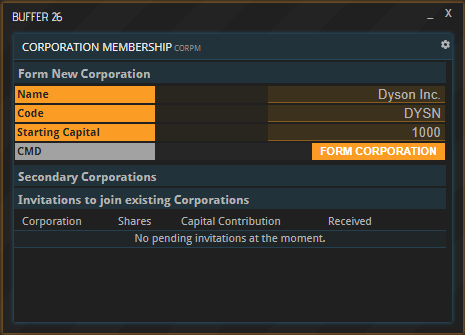 BUFFER 26
_ X
CORPORATION MEMBERSHIP CORPM
Form New Corporation
Name Dyson Inc.
Code DYSN
Starting Capital 1000
CMD FORM CORPORATION
Secondary Corporations
Invitations to join existing Corporations
Corporation Shares Capital Contribution Received
No pending invitations at the moment.